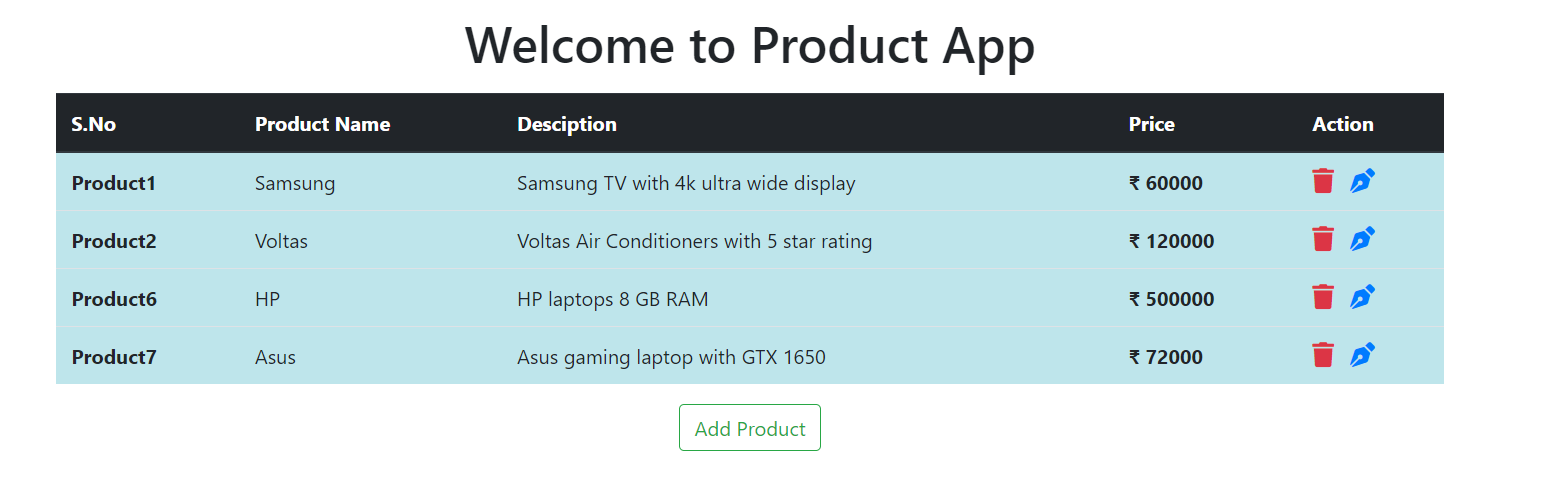 Welcome to Product App
S.No Product Name Desciption Price Action
Product1 Samsung Samsung TV with 4k ultra wide display ₹ 60000
Product2 Voltas Voltas Air Conditioners with 5 star rating ₹ 120000
Product6 HP HP laptops 8 GB RAM ₹ 500000
Product7 Asus Asus gaming laptop with GTX 1650 ₹ 72000
Add Product